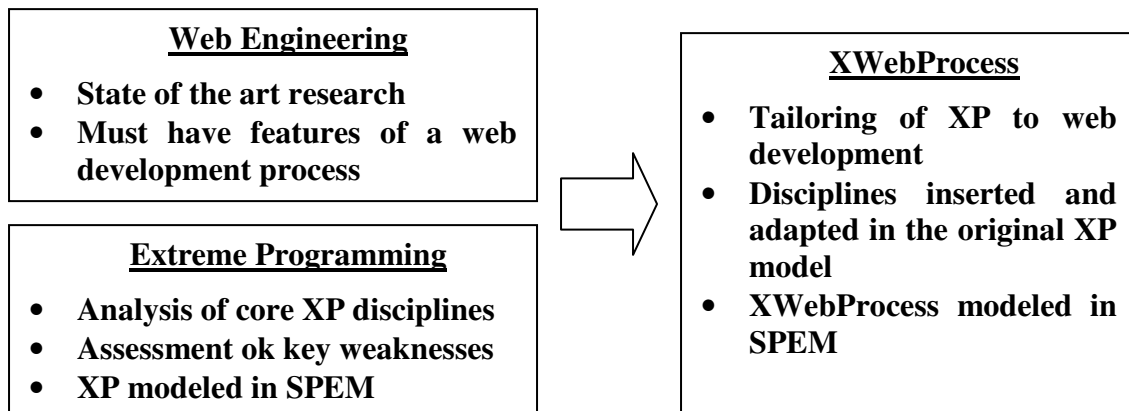 Web Engineering
• State of the art research
• Must have features of a web
development process
Extreme Programming
• Analysis of core XP disciplines
• Assessment ok key weaknesses
• XP modeled in SPEM
XWebProcess
• Tailoring of XP to web
development
• Disciplines inserted and
adapted in the original XP
model
• XWebProcess modeled in
SPEM